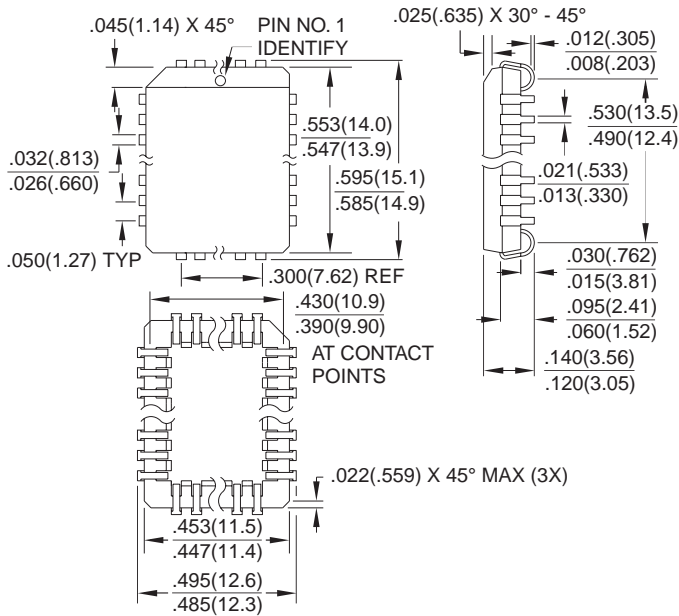 .045(1.14) X 45°
PIN NO. 1
IDENTIFY
.025(.635) X 30° - 45°
.012(.305)
.008(.203)
.553(14.0)
.547(13.9)
.530(13.5)
.490(12.4)
.032(.813)
.026(.660)
.595(15.1)
.585(14.9)
.021(.533)
.013(.330)
.050(1.27) TYP
.300(7.62) REF
.030(.762)
.015(3.81)
.430(10.9)
.390(9.90)
AT CONTACT
POINTS
.095(2.41)
.060(1.52)
.140(3.56)
.120(3.05)
.022(.559) X 45° MAX (3X)
.453(11.5)
.447(11.4)
.495(12.6)
.485(12.3)